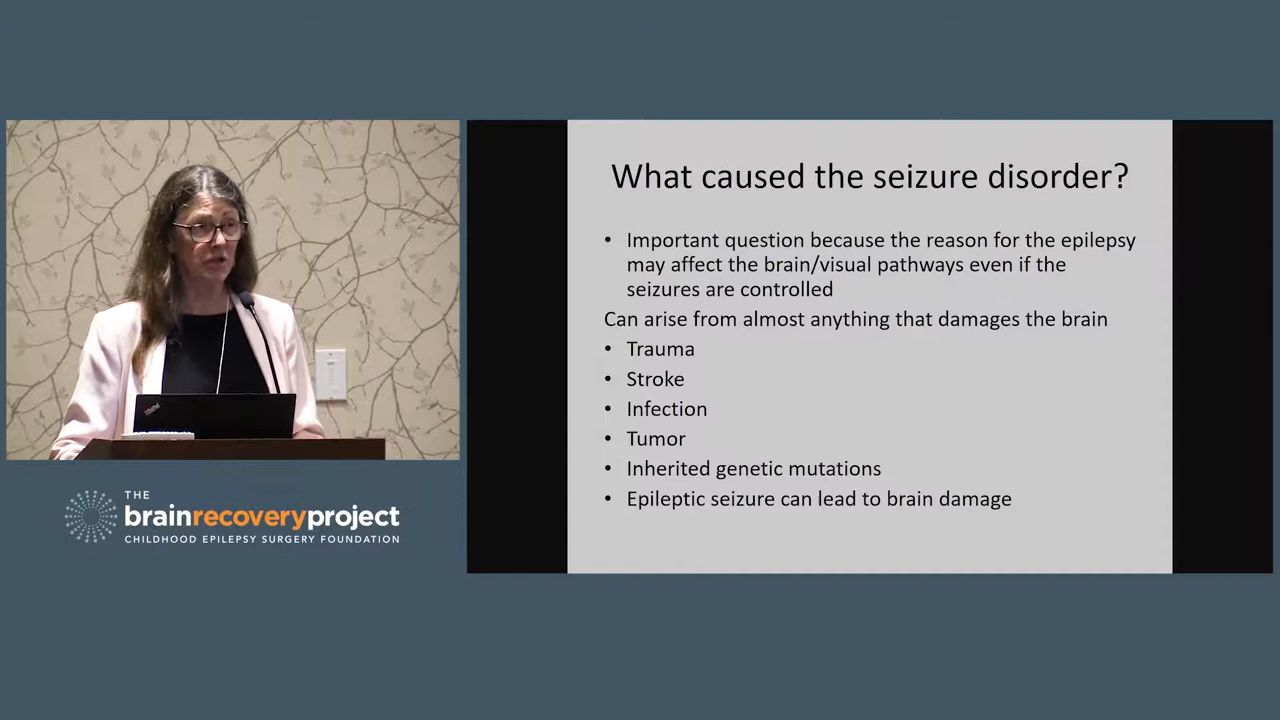 What caused the seizure disorder?
• Important question because the reason for the epilepsy
may affect the brain/visual pathways even if the
seizures are controlled
Can arise from almost anything that damages the brain
• Trauma
• Stroke
• Infection
• Tumor
• Inherited genetic mutations
• Epileptic seizure can lead to brain damage
THE
brainrecoveryproject
CHILDHOOD EPILEPSY SURGERY FOUNDATION